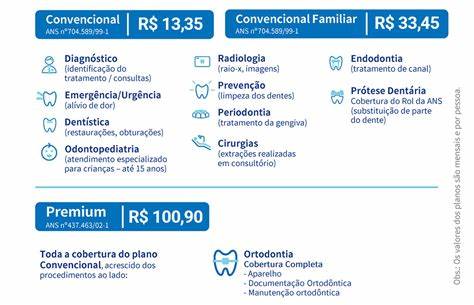 Convencional
ANS nº704.589/99-1
R$ 13,35
Convencional Familiar
ANS nº704.589/99-1
R$ 33,45
Diagnóstico
(identificação do
tratamento / consultas)
Emergência/Urgência
(alívio de dor)
Dentística
(restaurações, obturações)
Odontopediatria
(atendimento especializado
para crianças – até 15 anos)
Radiologia
(raio-x, imagens)
Prevenção
(limpeza dos dentes)
Periodontia
(tratamento da gengiva)
Cirurgias
(extrações realizadas
em consultório)
Endodontia
(tratamento de canal)
Prótese Dentária
Cobertura do Rol da ANS
(substituição de parte
do dente)
Premium
ANS nº437.463/02-1
R$ 100,90
Toda a cobertura do plano
Convencional, acrescido dos
procedimentos ao lado:
Ortodontia
Cobertura Completa
- Aparelho
- Documentação Ortodôntica
- Manutenção ortodôntica
Obs.: Os valores dos planos são mensais e por pessoa.